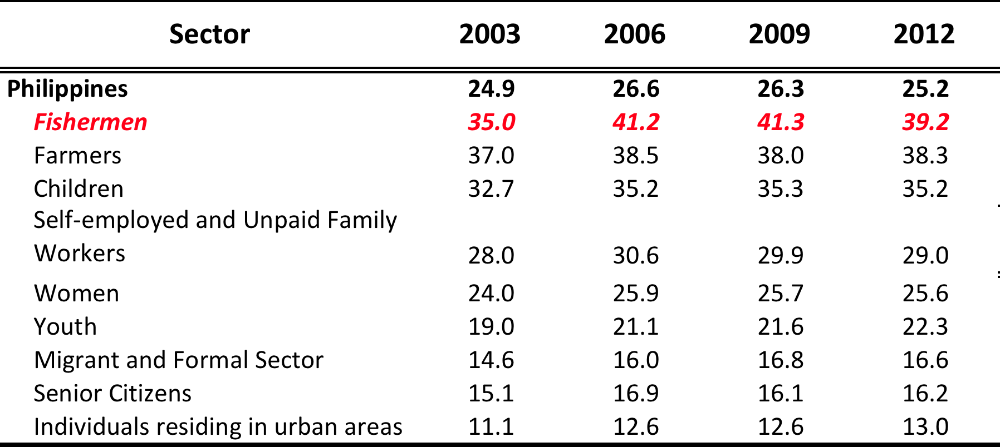 Sector 2003 2006 2009 2012
Philippines 24.9 26.6 26.3 25.2
Fishermen 35.0 41.2 41.3 39.2
Farmers 37.0 38.5 38.0 38.3
Children 32.7 35.2 35.3 35.2
Self-employed and Unpaid Family
Workers 28.0 30.6 29.9 29.0
Women 24.0 25.9 25.7 25.6
Youth 19.0 21.1 21.6 22.3
Migrant and Formal Sector 14.6 16.0 16.8 16.6
Senior Citizens 15.1 16.9 16.1 16.2
Individuals residing in urban areas 11.1 12.6 12.6 13.0